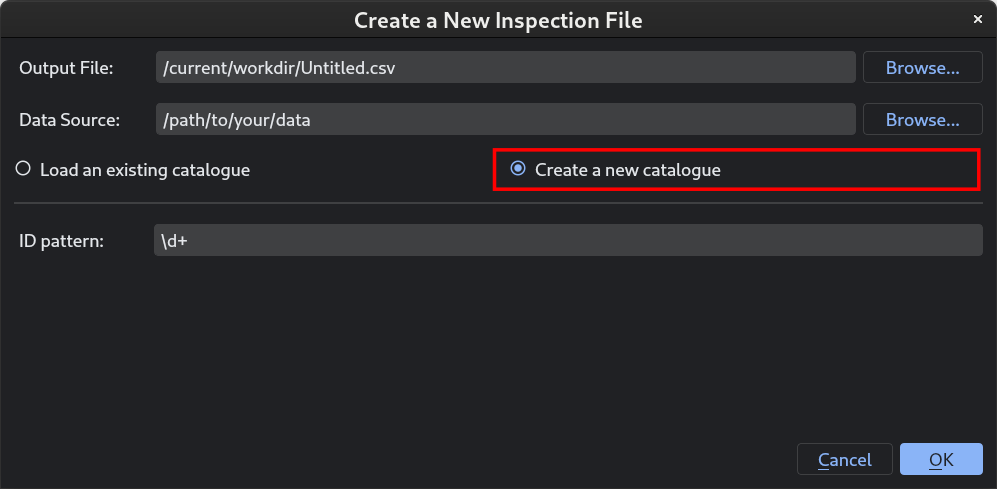 Create a New Inspection File
Output File: /current/workdir/Untitled.csv Browse...
Data Source: /path/to/your/data Browse...
Load an existing catalogue Create a new catalogue
ID pattern: \d+
Cancel OK